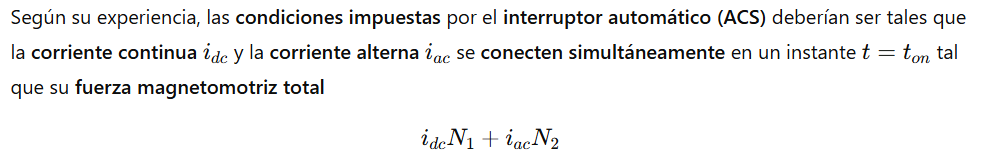 Según su experiencia, las condiciones impuestas por el interruptor automático (ACS) deberían ser tales que
la corriente continua i_{dc} y la corriente alterna i_{ac} se conecten simultáneamente en un instante t = t_{on} tal
que su fuerza magnetomotriz total
i_{dc}N_1 + i_{ac}N_2